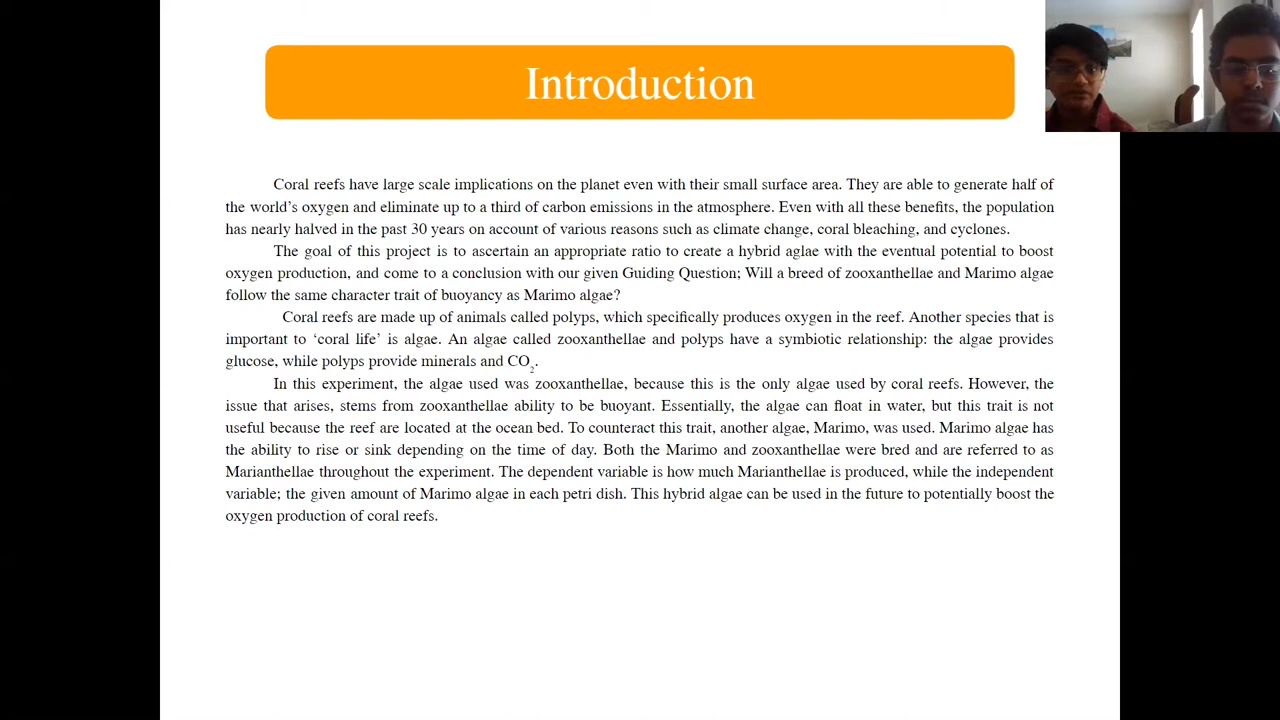 Introduction
Coral reefs have large scale implications on the planet even with their small surface area. They are able to generate half of
the world's oxygen and eliminate up to a third of carbon emissions in the atmosphere. Even with all these benefits, the population
has nearly halved in the past 30 years on account of various reasons such as climate change, coral bleaching, and cyclones.
The goal of this project is to ascertain an appropriate ratio to create a hybrid aglae with the eventual potential to boost
oxygen production, and come to a conclusion with our given Guiding Question; Will a breed of zooxanthellae and Marimo algae
follow the same character trait of buoyancy as Marimo algae?
Coral reefs are made up of animals called polyps, which specifically produces oxygen in the reef. Another species that is
important to ‘coral life’ is algae. An algae called zooxanthellae and polyps have a symbiotic relationship: the algae provides
glucose, while polyps provide minerals and CO₂.
In this experiment, the algae used was zooxanthellae, because this is the only algae used by coral reefs. However, the
issue that arises, stems from zooxanthellae ability to be buoyant. Essentially, the algae can float in water, but this trait is not
useful because the reef are located at the ocean bed. To counteract this trait, another algae, Marimo, was used. Marimo algae has
the ability to rise or sink depending on the time of day. Both the Marimo and zooxanthellae were bred and are referred to as
Marianthellae throughout the experiment. The dependent variable is how much Marianthellae is produced, while the independent
variable; the given amount of Marimo algae in each petri dish. This hybrid algae can be used in the future to potentially boost the
oxygen production of coral reefs.